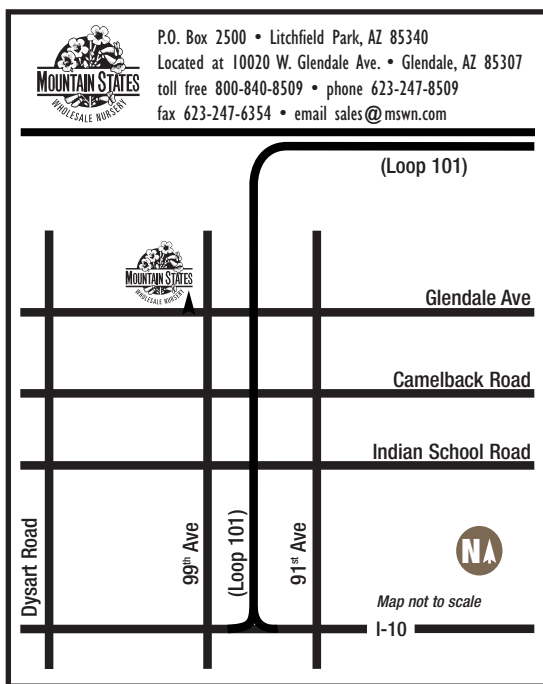 MOUNTAIN STATES
WHOLESALE NURSERY
P.O. Box 2500 • Litchfield Park, AZ 85340
Located at 10020 W. Glendale Ave. • Glendale, AZ 85307
toll free 800-840-8509 • phone 623-247-8509
fax 623-247-6354 • email sales@mswn.com
(Loop 101)
MOUNTAIN STATES
WHOLESALE NURSERY
Glendale Ave
Camelback Road
Indian School Road
Dysart Road
99th Ave
(Loop 101)
91st Ave
N
Map not to scale
I-10